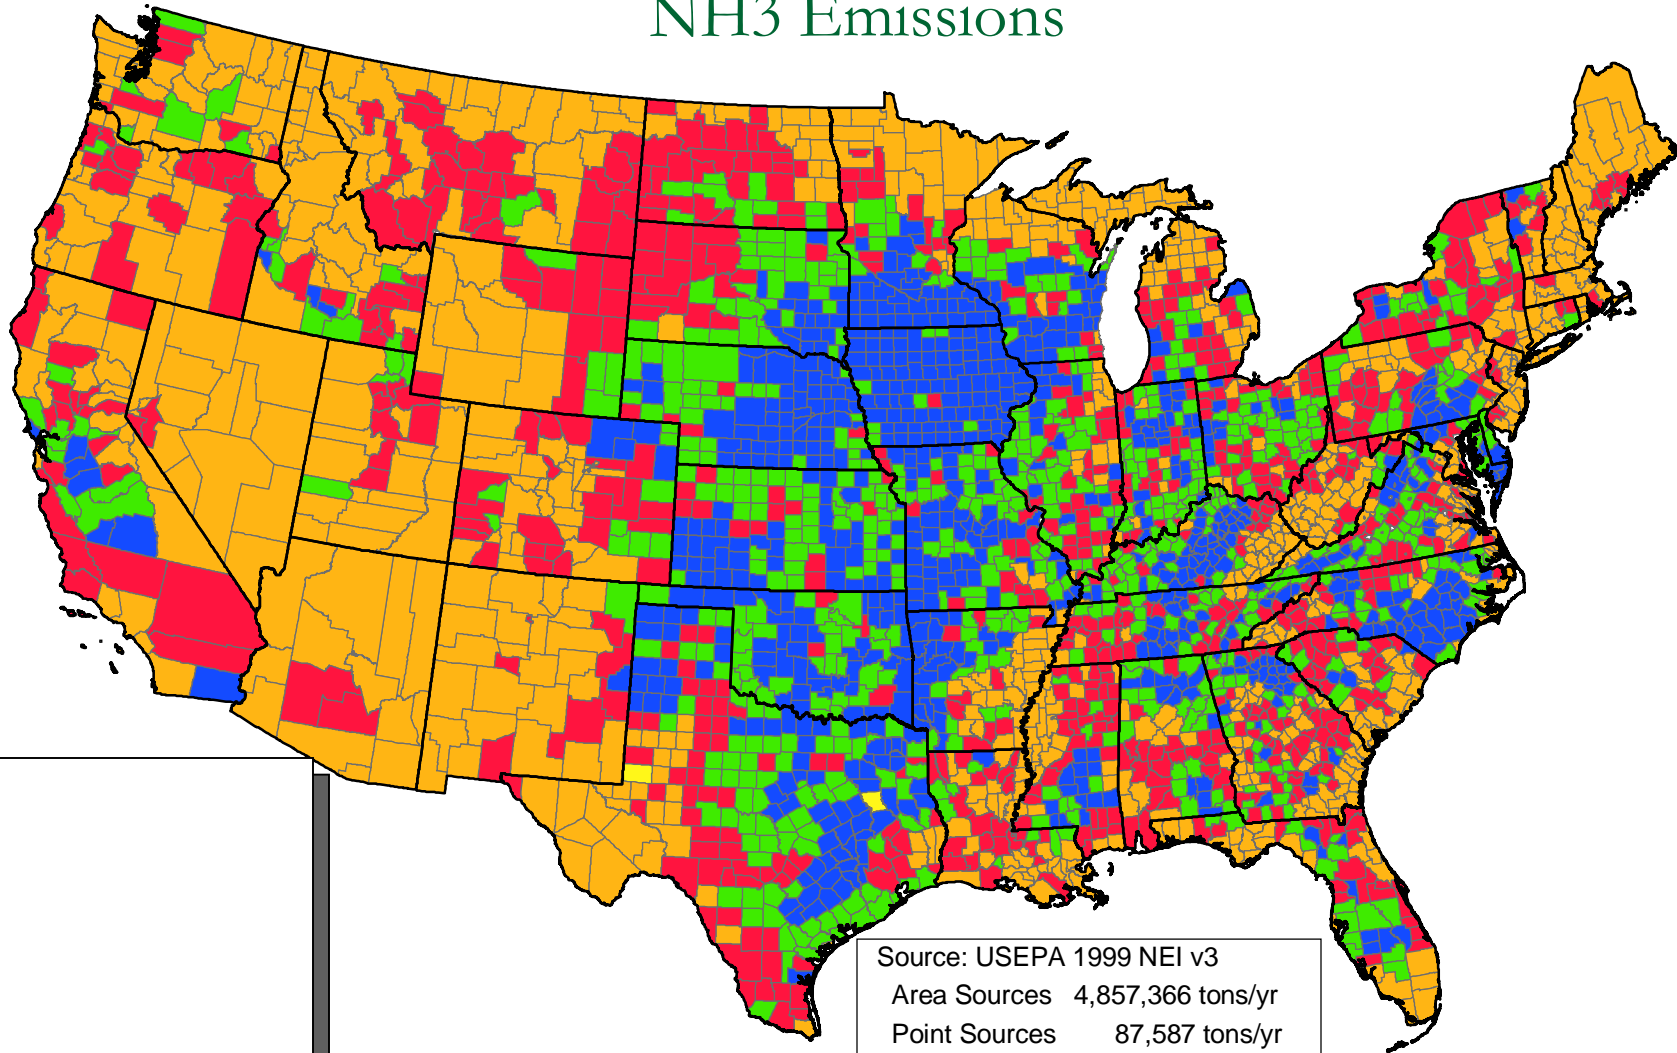 NH3 Emissions
Source: USEPA 1999 NEI v3
Area Sources 4,857,366 tons/yr
Point Sources 87,587 tons/yr